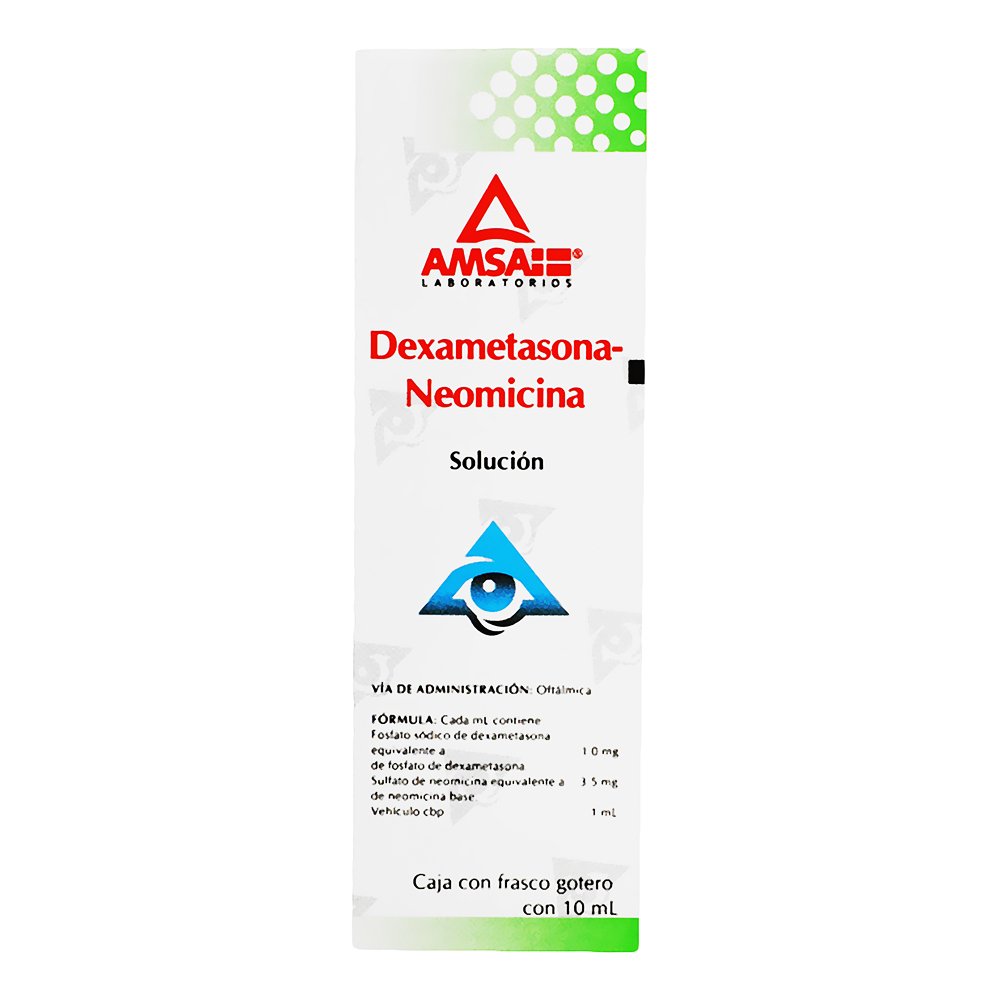 AMSA
LABORATORIOS
Dexametasona-
Neomicina
Solución
VÍA DE ADMINISTRACIÓN: Oftálmica
FÓRMULA: Cada mL contiene
Fosfato sódico de dexametasona
equivalente a 1.0 mg
de fosfato de dexametasona
Sulfato de neomicina equivalente a 3.5 mg
de neomicina base.
Vehículo cbp 1 mL
Caja con frasco gotero
con 10 mL